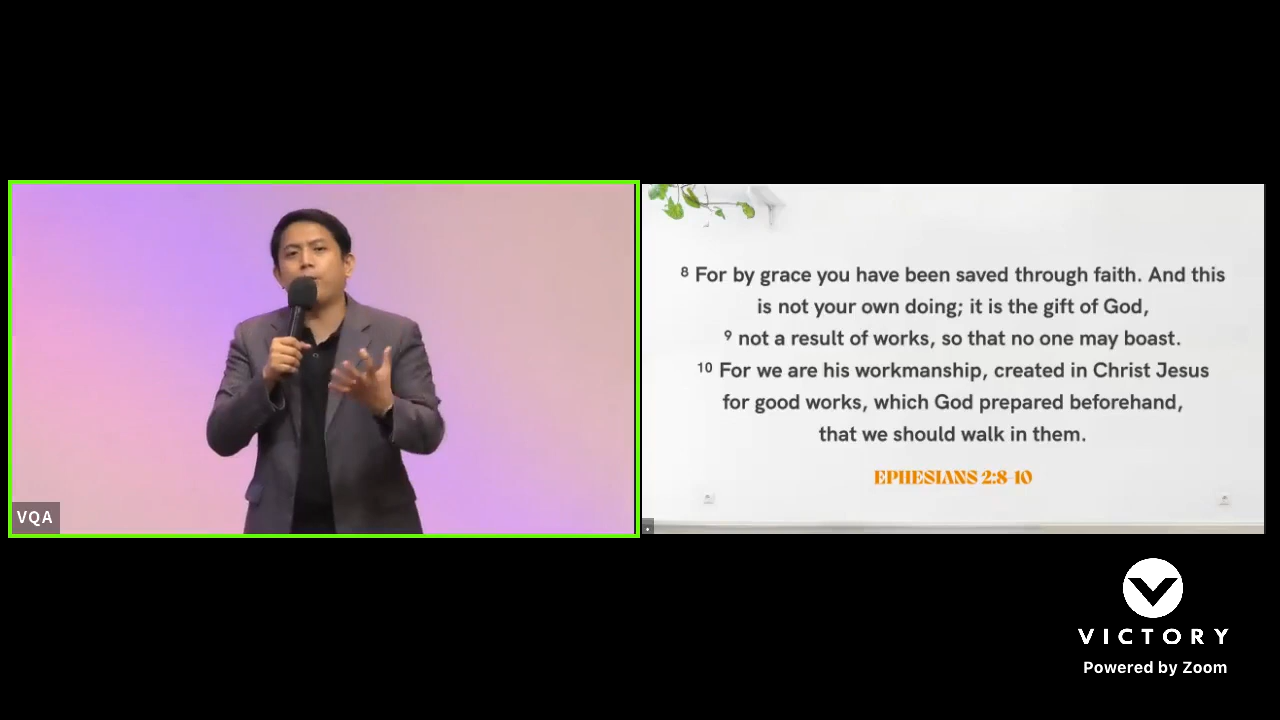 VQA
⁸ For by grace you have been saved through faith. And this
is not your own doing; it is the gift of God,
⁹ not a result of works, so that no one may boast.
¹⁰ For we are his workmanship, created in Christ Jesus
for good works, which God prepared beforehand,
that we should walk in them.
EPHESIANS 2:8-10
VICTORY
Powered by Zoom